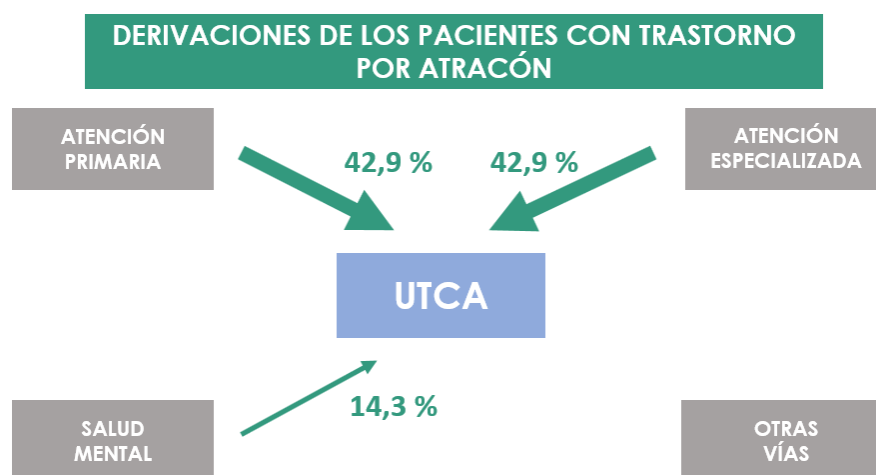 DERIVACIONES DE LOS PACIENTES CON TRASTORNO
POR ATRACÓN
ATENCIÓN
PRIMARIA
42,9 %
42,9 %
ATENCIÓN
ESPECIALIZADA
UTCA
14,3 %
SALUD
MENTAL
OTRAS
VÍAS